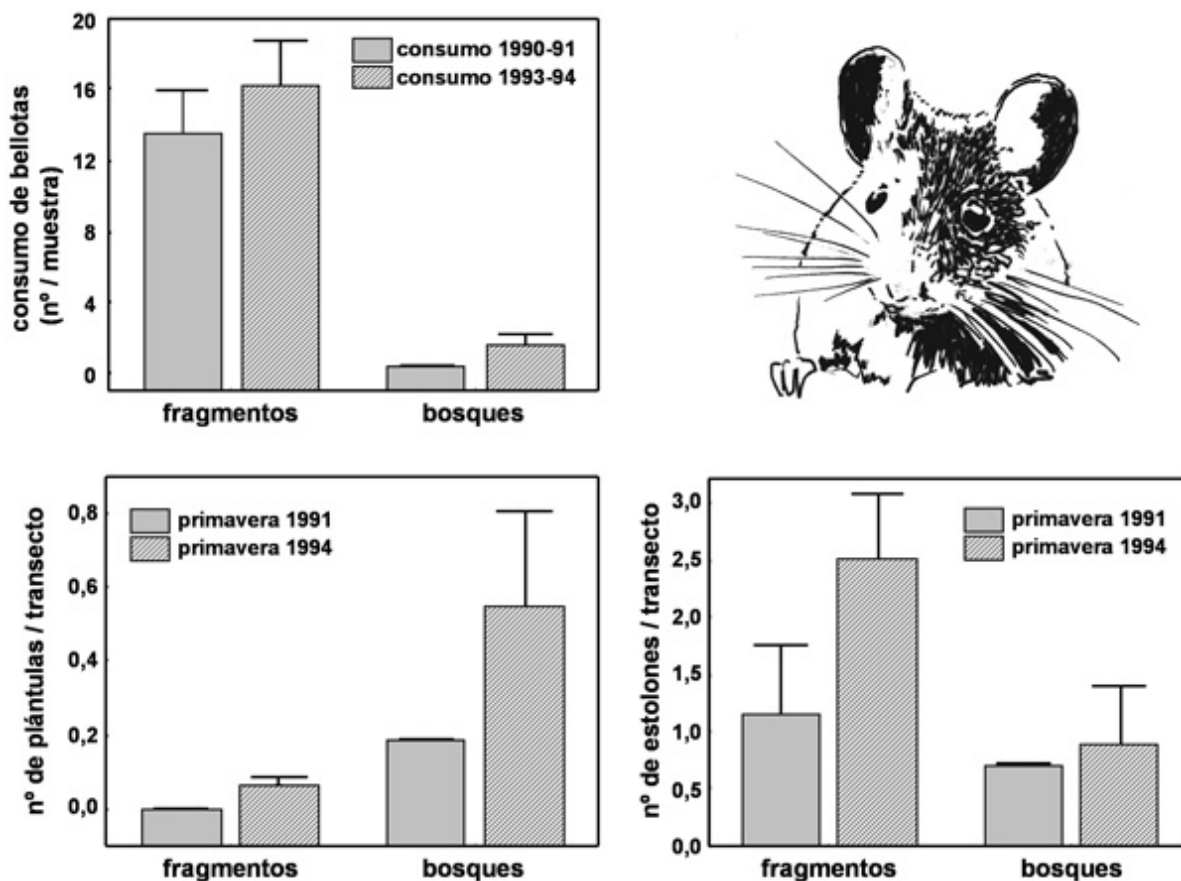 consumo de bellotas
(nº / muestra)
20
16
12
8
4
0
consumo 1990-91
consumo 1993-94
fragmentos
bosques
nº de plántulas / transecto
0,8
0,6
0,4
0,2
0,0
primavera 1991
primavera 1994
fragmentos
bosques
nº de estolones / transecto
3,0
2,5
2,0
1,5
1,0
0,5
0,0
primavera 1991
primavera 1994
fragmentos
bosques